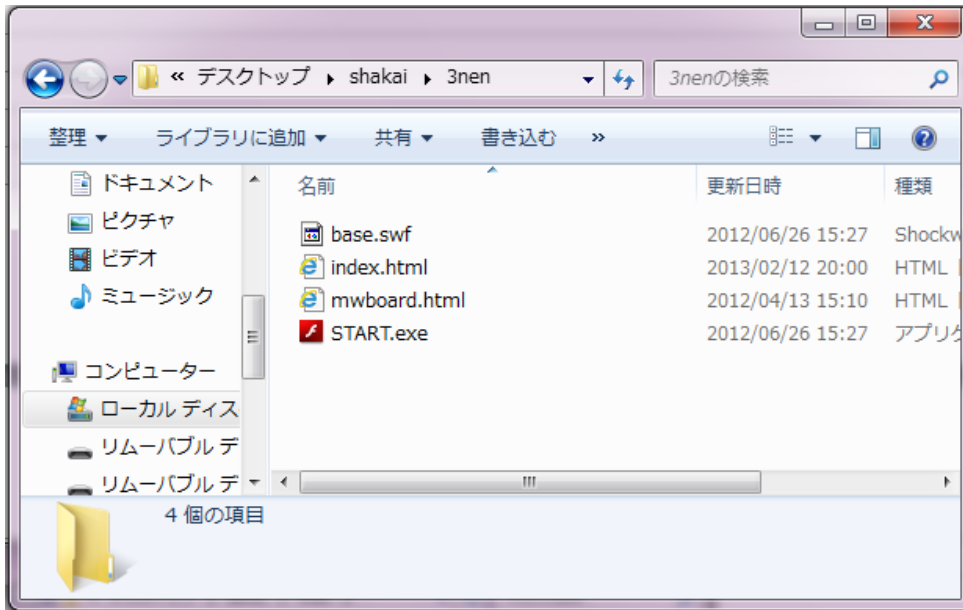 « デスクトップ ▸ shakai ▸ 3nen
3nenの検索
整理 ライブラリに追加 共有 書き込む »
ドキュメント
ピクチャ
ビデオ
ミュージック
コンピューター
ローカル ディス
リムーバブル デ
リムーバブル デ
名前 更新日時 種類
base.swf 2012/06/26 15:27 Shockw
index.html 2013/02/12 20:00 HTML
mwboard.html 2012/04/13 15:10 HTML
START.exe 2012/06/26 15:27 アプリケ
4 個の項目